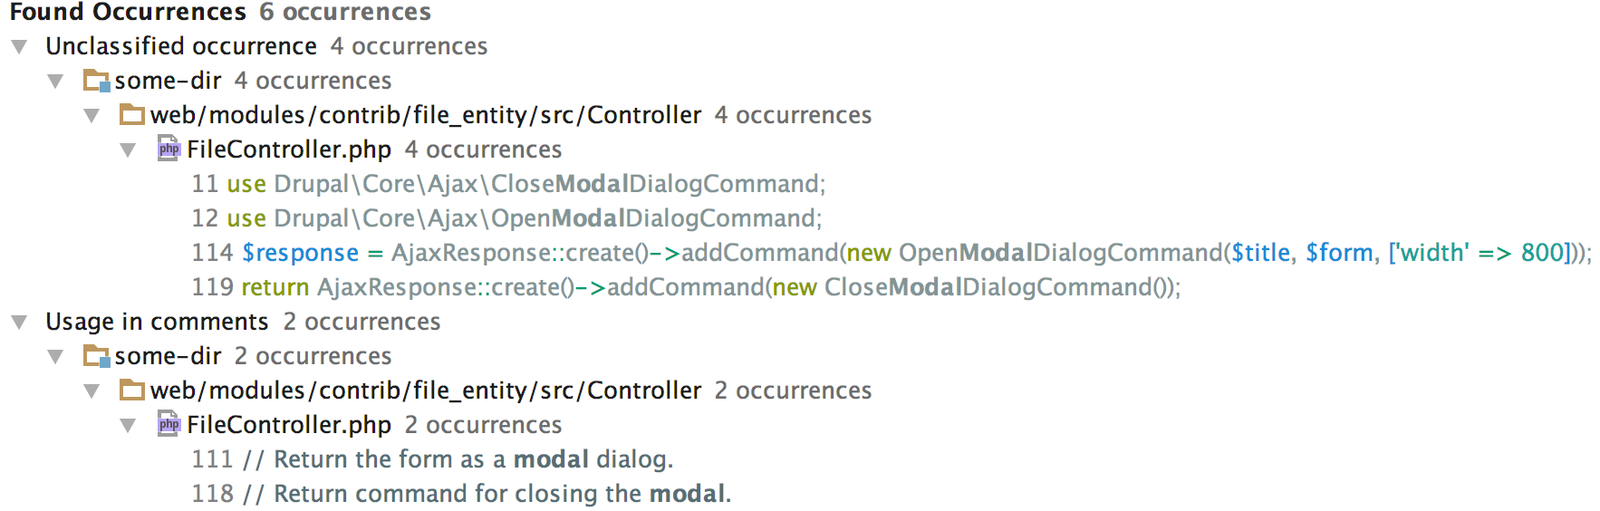 Found Occurrences 6 occurrences
Unclassified occurrence 4 occurrences
some-dir 4 occurrences
web/modules/contrib/file_entity/src/Controller 4 occurrences
php FileController.php 4 occurrences
11 use Drupal\Core\Ajax\CloseModalDialogCommand;
12 use Drupal\Core\Ajax\OpenModalDialogCommand;
114 $response = AjaxResponse::create()->addCommand(new OpenModalDialogCommand($title, $form, ['width' => 800]));
119 return AjaxResponse::create()->addCommand(new CloseModalDialogCommand());
Usage in comments 2 occurrences
some-dir 2 occurrences
web/modules/contrib/file_entity/src/Controller 2 occurrences
php FileController.php 2 occurrences
111 // Return the form as a modal dialog.
118 // Return command for closing the modal.